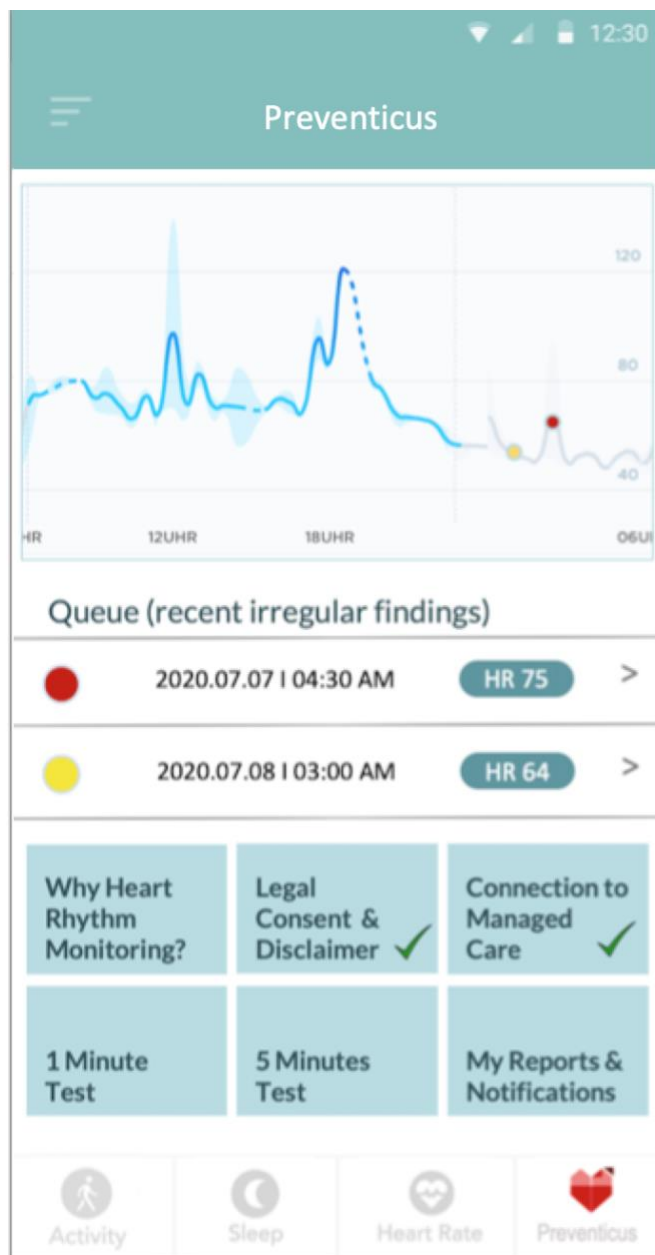 12:30
Preventicus
120
80
40
HR 12UHR 18UHR 06U
Queue (recent irregular findings)
2020.07.07 I 04:30 AM HR 75 >
2020.07.08 I 03:00 AM HR 64 >
Why Heart
Rhythm
Monitoring?
Legal
Consent &
Disclaimer
Connection to
Managed
Care
1 Minute
Test
5 Minutes
Test
My Reports &
Notifications
Activity Sleep Heart Rate Preventicus